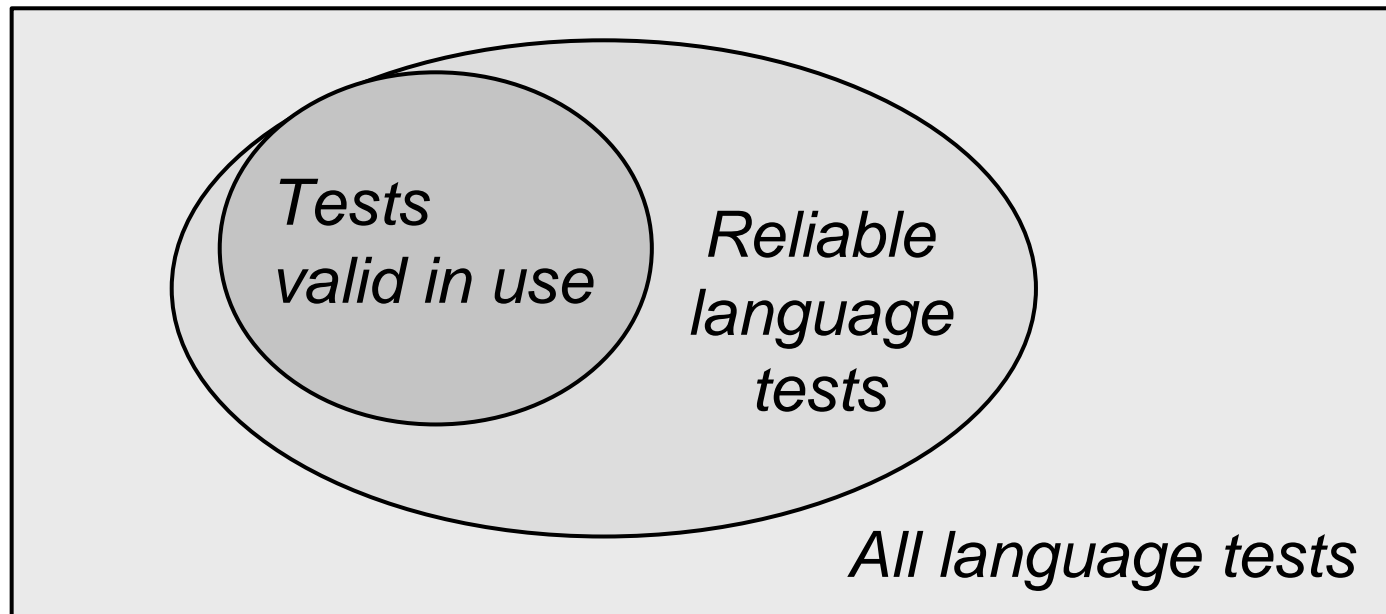 Tests
valid in use
Reliable
language
tests
All language tests